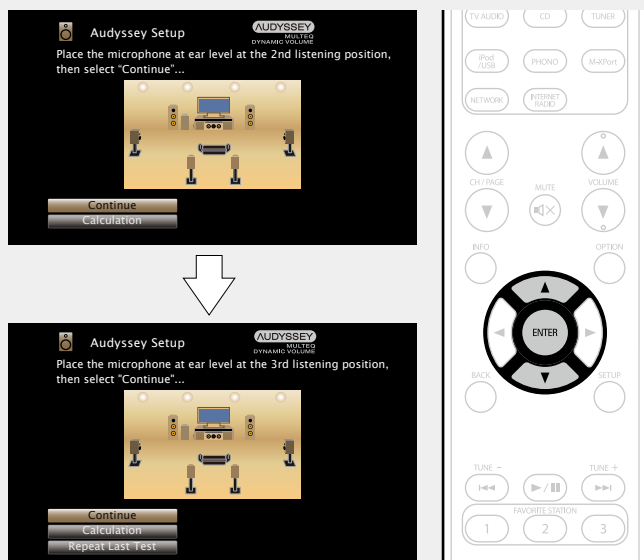 Audyssey Setup
AUDYSSEY
MULTEQ
DYNAMIC VOLUME
Place the microphone at ear level at the 2nd listening position,
then select “Continue”...
Continue
Calculation
Audyssey Setup
AUDYSSEY
MULTEQ
DYNAMIC VOLUME
Place the microphone at ear level at the 3rd listening position,
then select “Continue”...
Continue
Calculation
Repeat Last Test
TV AUDIO CD TUNER
iPod
/USB PHONO M-XPort
NETWORK INTERNET
RADIO
CH / PAGE MUTE VOLUME
INFO OPTION
ENTER
BACK SETUP
TUNE – TUNE +
FAVORITE STATION
1 2 3